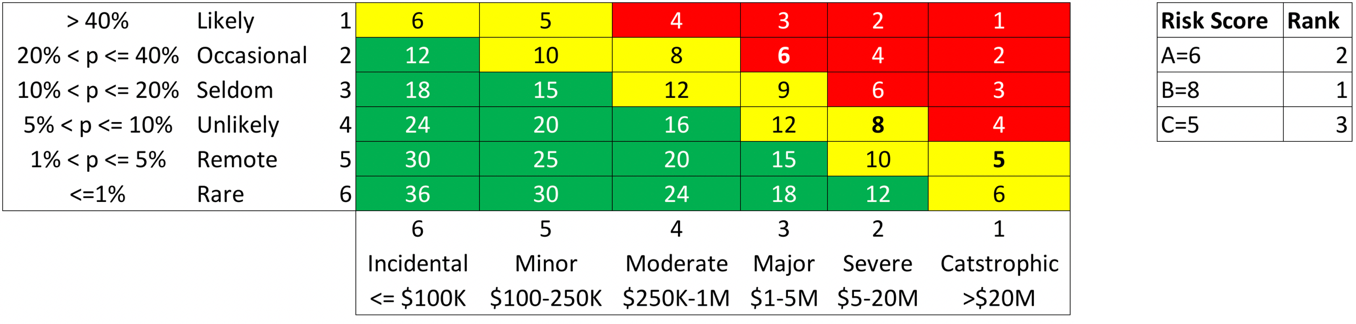 > 40% Likely 1 6 5 4 3 2 1 Risk Score Rank
20% < p <= 40% Occasional 2 12 10 8 6 4 2 A=6 2
10% < p <= 20% Seldom 3 18 15 12 9 6 3 B=8 1
5% < p <= 10% Unlikely 4 24 20 16 12 8 4 C=5 3
1% < p <= 5% Remote 5 30 25 20 15 10 5
<=1% Rare 6 36 30 24 18 12 6
6 5 4 3 2 1
Incidental Minor Moderate Major Severe Catstrophic
<= $100K $100-250K $250K-1M $1-5M $5-20M >$20M